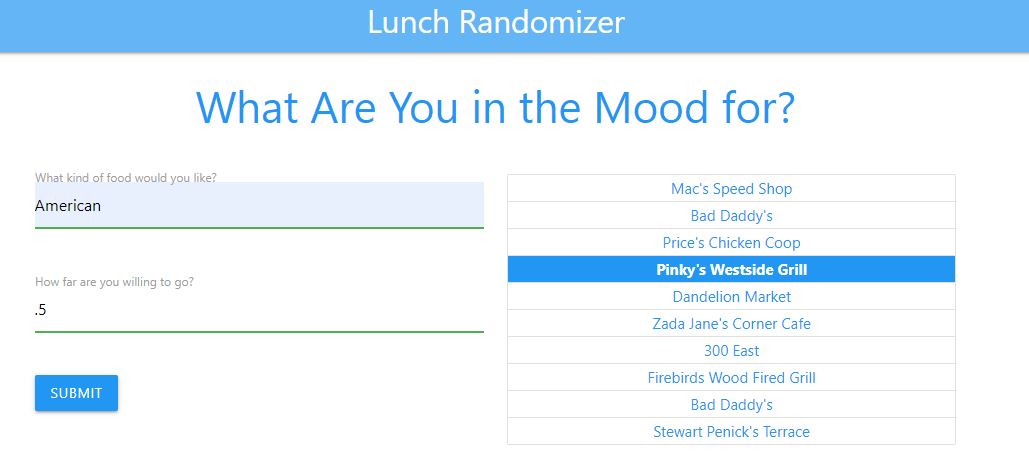 Lunch Randomizer
What Are You in the Mood for?
What kind of food would you like?
American
How far are you willing to go?
.5
SUBMIT
Mac's Speed Shop
Bad Daddy's
Price's Chicken Coop
Pinky's Westside Grill
Dandelion Market
Zada Jane's Corner Cafe
300 East
Firebirds Wood Fired Grill
Bad Daddy's
Stewart Penick's Terrace